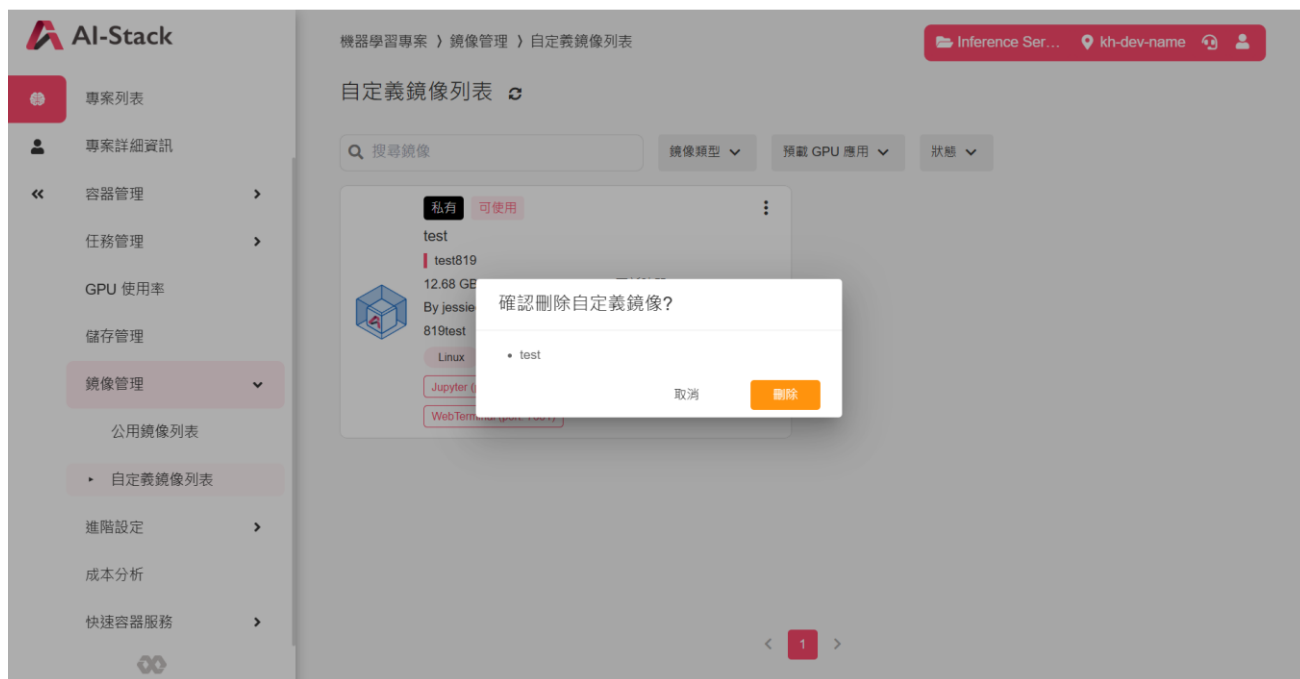 AI-Stack
機器學習專案 〉鏡像管理 〉自定義鏡像列表
Inference Ser... kh-dev-name
專案列表
專案詳細資訊
容器管理
任務管理
GPU 使用率
儲存管理
鏡像管理
公用鏡像列表
自定義鏡像列表
進階設定
成本分析
快速容器服務
自定義鏡像列表
搜尋鏡像 鏡像類型 預載 GPU 應用 狀態
私有 可使用
test
test819
12.68 GB
By jessie
819test
Linux
Jupyter
WebTerminal
確認刪除自定義鏡像?
• test
取消 刪除
< 1 >